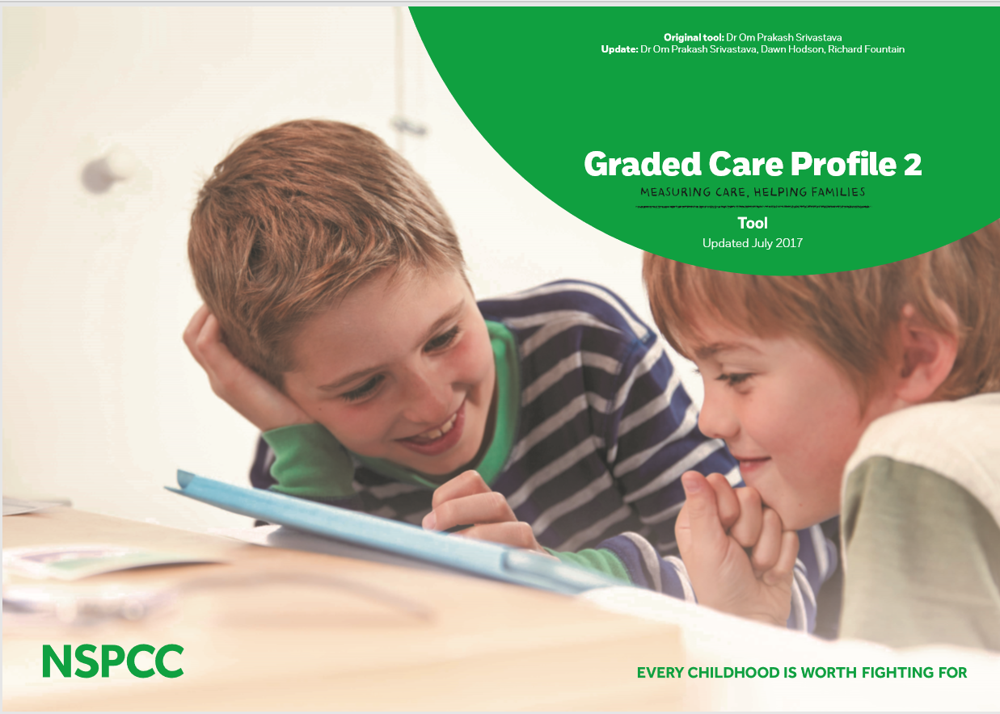 Original tool: Dr Om Prakash Srivastava
Update: Dr Om Prakash Srivastava, Dawn Hodson, Richard Fountain
Graded Care Profile 2
MEASURING CARE, HELPING FAMILIES
Tool
Updated July 2017
NSPCC
EVERY CHILDHOOD IS WORTH FIGHTING FOR